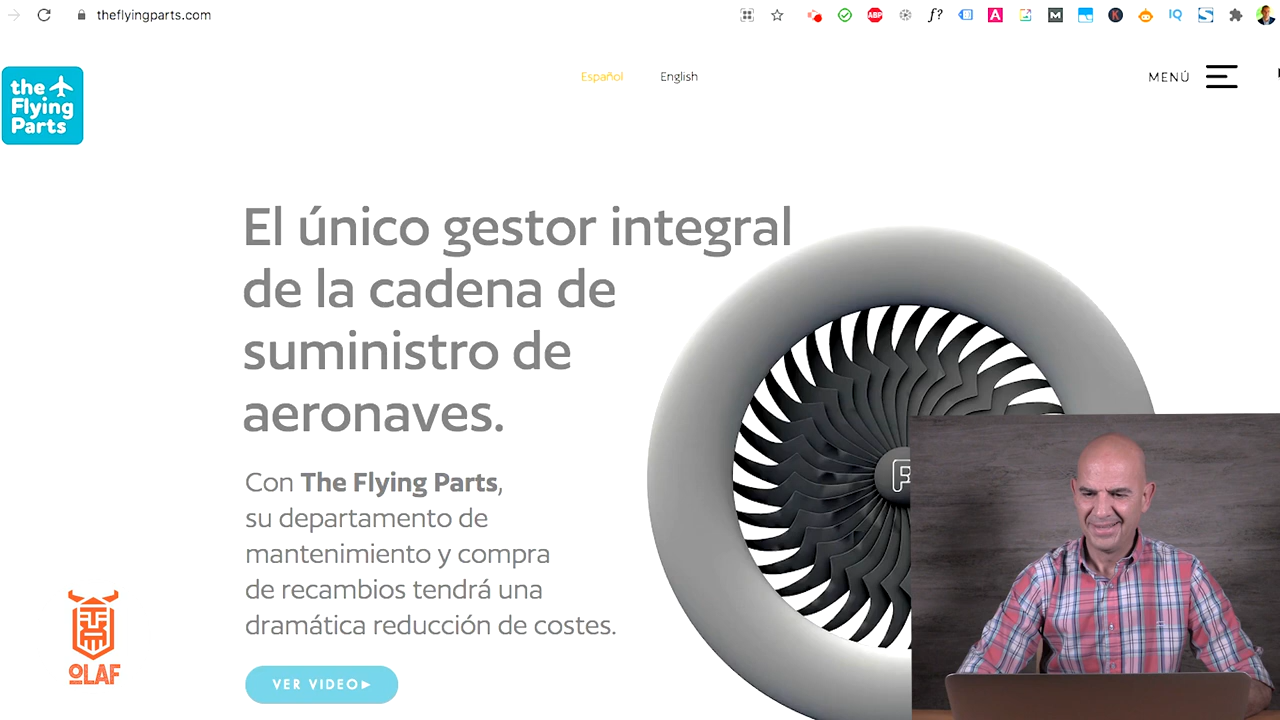 theflyingparts.com
ABP
f?
A
M
K
IQ
S
the
Flying
Parts
Español
English
MENÚ
El único gestor integral
de la cadena de
suministro de
aeronaves.
Con The Flying Parts,
su departamento de
mantenimiento y compra
de recambios tendrá una
dramática reducción de costes.
VER VIDEO
OLAF